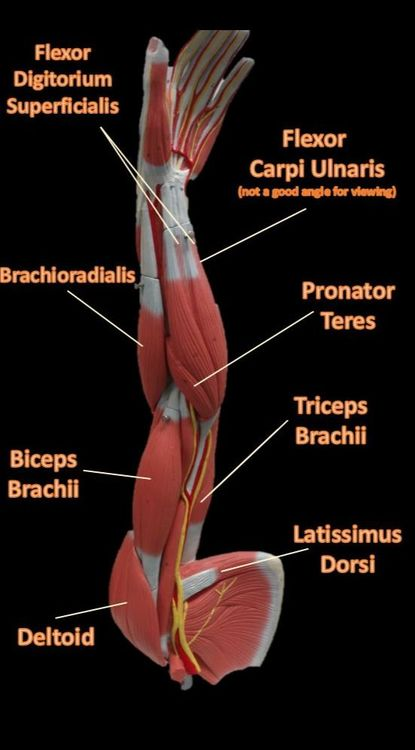 Flexor
Digitorium
Superficialis
Flexor
Carpi Ulnaris
(not a good angle for viewing)
Brachioradialis
Pronator
Teres
Triceps
Brachii
Biceps
Brachii
Latissimus
Dorsi
Deltoid